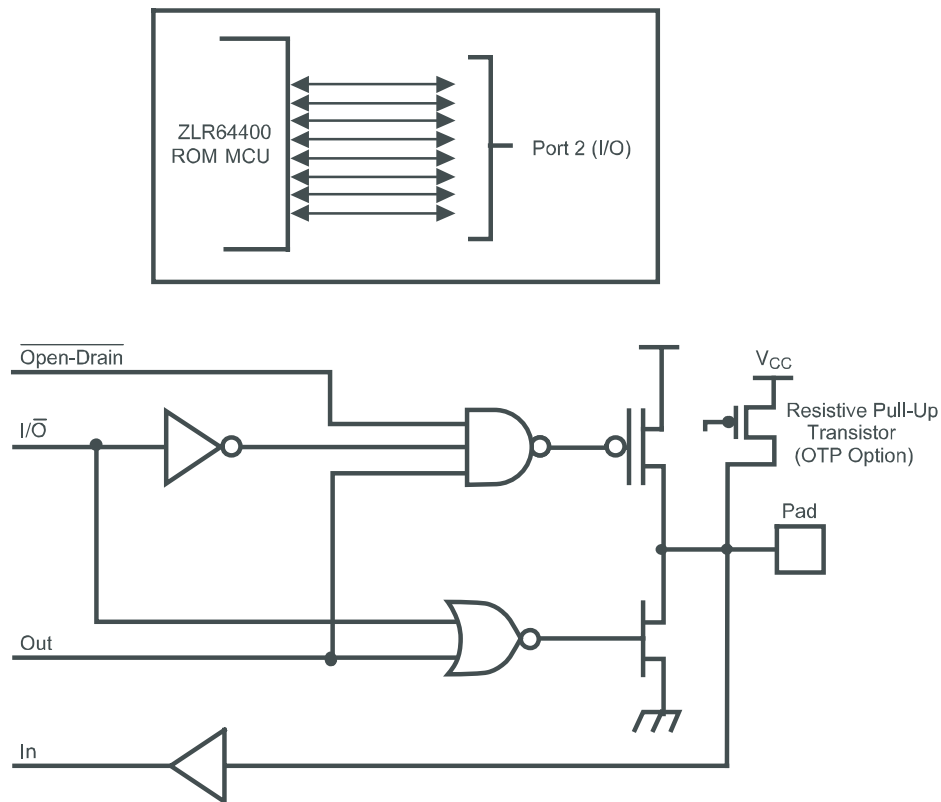 ZLR64400
ROM MCU
Port 2 (I/O)
Open-Drain
VCC
I/O
Resistive Pull-Up
Transistor
(OTP Option)
Pad
Out
In